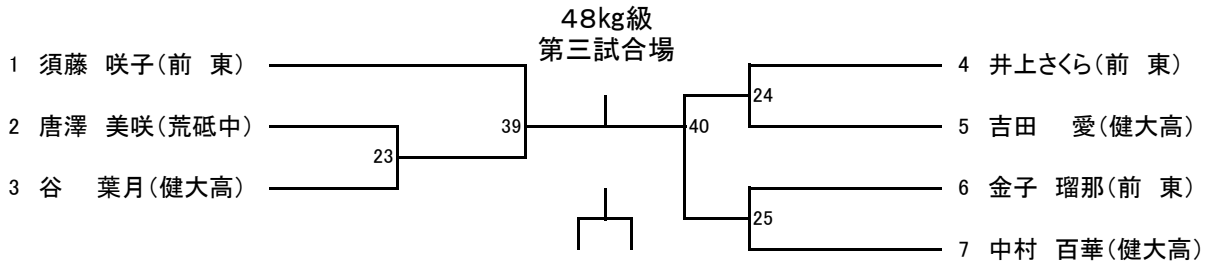 48kg級
第三試合場
1 須藤 咲子(前 東)
2 唐澤 美咲(荒砥中)
3 谷 葉月(健大高)
23
39
40
24
25
4 井上さくら(前 東)
5 吉田 愛(健大高)
6 金子 瑠那(前 東)
7 中村 百華(健大高)